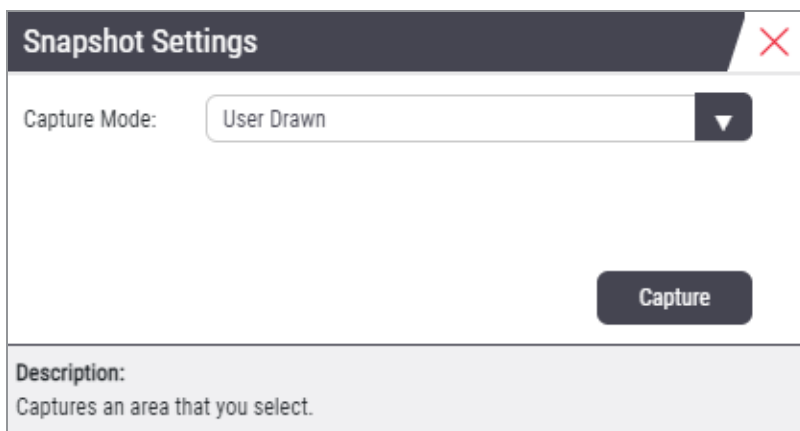 Snapshot Settings
Capture Mode: User Drawn
Capture
Description:
Captures an area that you select.